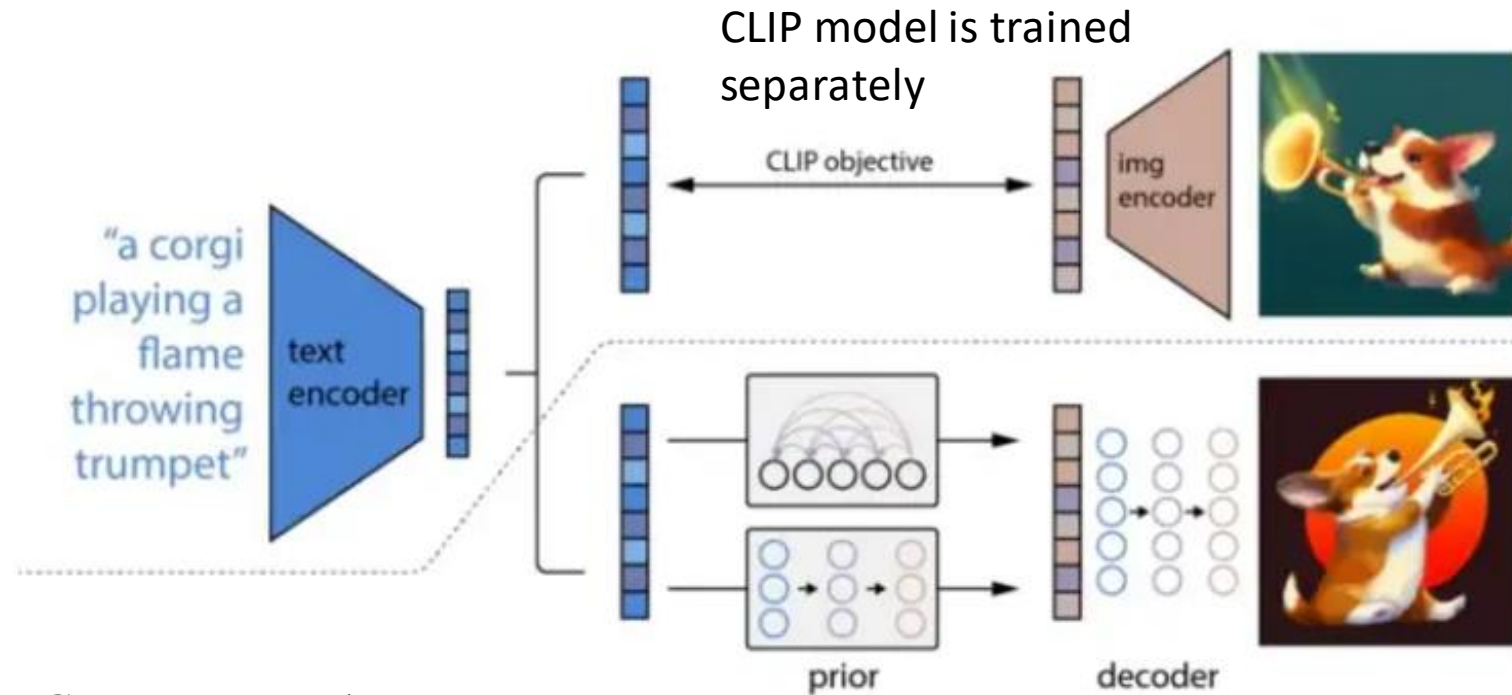 CLIP model is trained
separately
CLIP objective
img
encoder
"a corgi
playing a
flame
throwing
trumpet"
text
encoder
prior
decoder